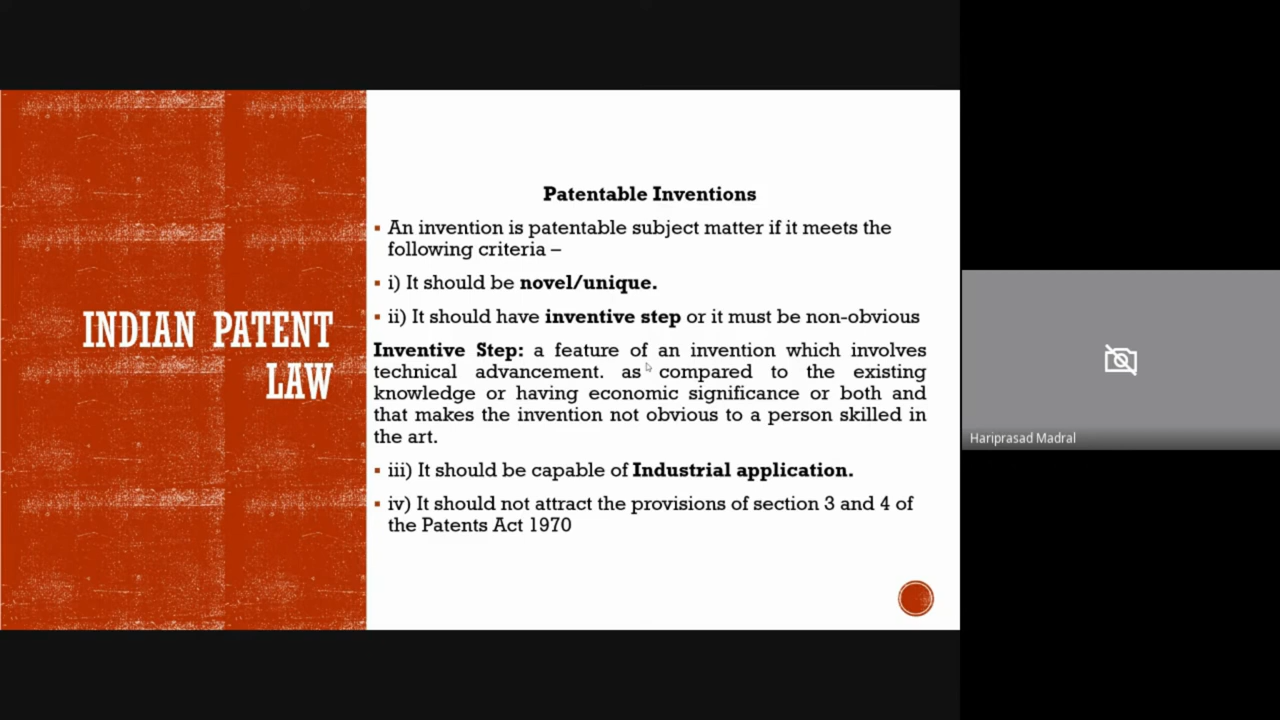 INDIAN PATENT
LAW
Patentable Inventions
▪ An invention is patentable subject matter if it meets the
following criteria –
▪ i) It should be novel/unique.
▪ ii) It should have inventive step or it must be non-obvious
Inventive Step: a feature of an invention which involves
technical advancement. as compared to the existing
knowledge or having economic significance or both and
that makes the invention not obvious to a person skilled in
the art.
▪ iii) It should be capable of Industrial application.
▪ iv) It should not attract the provisions of section 3 and 4 of
the Patents Act 1970
Hariprasad Madral